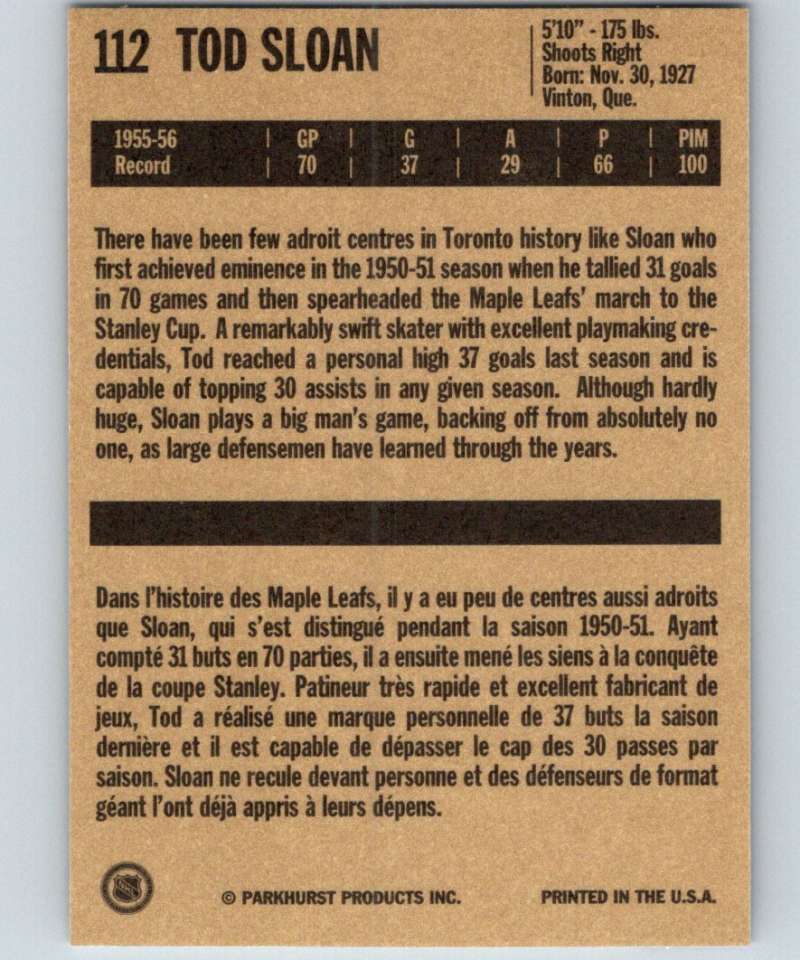 112 TOD SLOAN
5'10" - 175 lbs.
Shoots Right
Born: Nov. 30, 1927
Vinton, Que.
1955-56 | GP | G | A | P | PIM
Record | 70 | 37 | 29 | 66 | 100
There have been few adroit centres in Toronto history like Sloan who
first achieved eminence in the 1950-51 season when he tallied 31 goals
in 70 games and then spearheaded the Maple Leafs' march to the
Stanley Cup. A remarkably swift skater with excellent playmaking cre-
dentials, Tod reached a personal high 37 goals last season and is
capable of topping 30 assists in any given season. Although hardly
huge, Sloan plays a big man's game, backing off from absolutely no
one, as large defensemen have learned through the years.
Dans l'histoire des Maple Leafs, il y a eu peu de centres aussi adroits
que Sloan, qui s'est distingué pendant la saison 1950-51. Ayant
compté 31 buts en 70 parties, il a ensuite mené les siens à la conquête
de la coupe Stanley. Patineur très rapide et excellent fabricant de
jeux, Tod a réalisé une marque personnelle de 37 buts la saison
dernière et il est capable de dépasser le cap des 30 passes par
saison. Sloan ne recule devant personne et des défenseurs de format
géant l'ont déjà appris à leurs dépens.
© PARKHURST PRODUCTS INC.
PRINTED IN THE U.S.A.